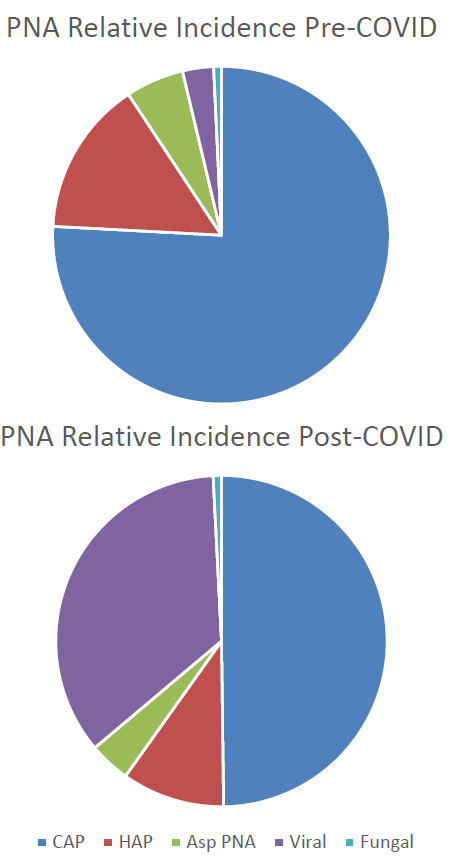 PNA Relative Incidence Pre-COVID
PNA Relative Incidence Post-COVID
CAP HAP Asp PNA Viral Fungal